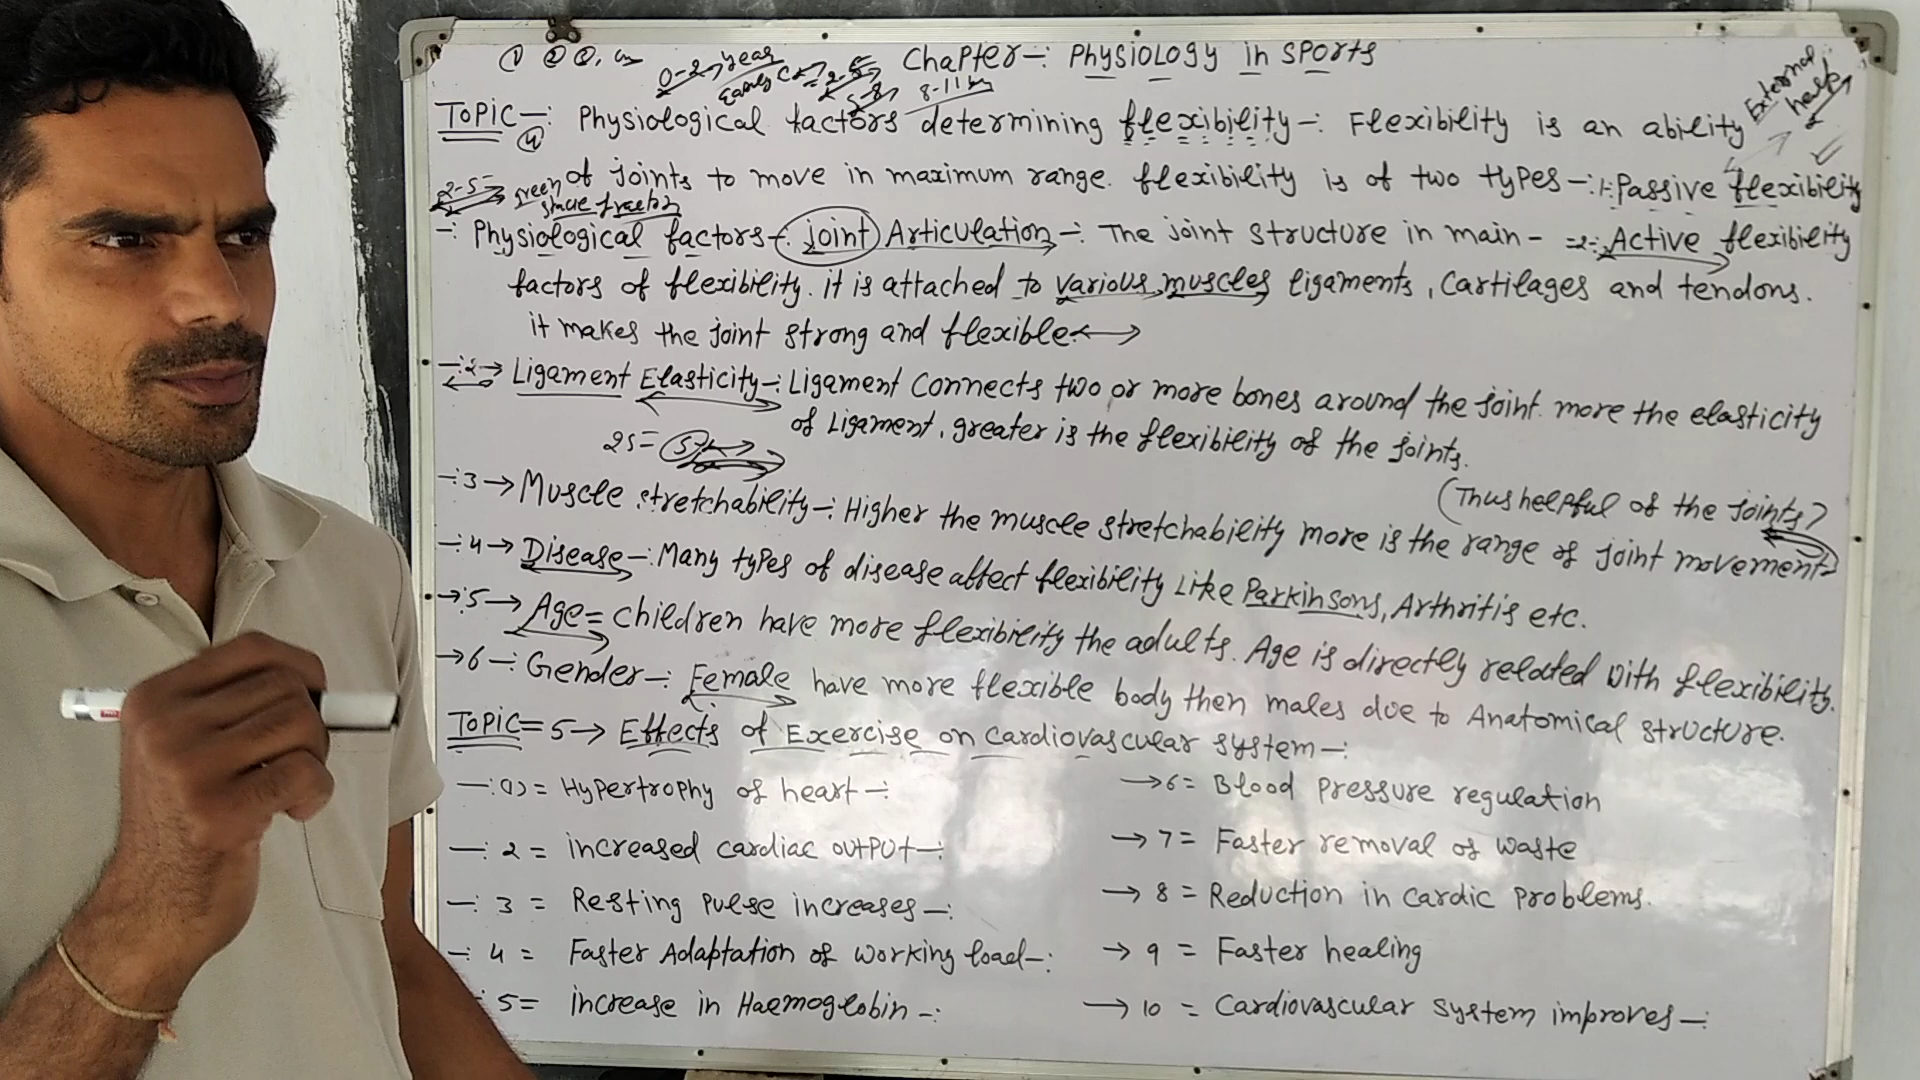 ① ② ③, 0-2 year Chapter-: Physiology in Sports
Early 2-5
5-8 8-11 External help
Topic-: Physiological factors determining flexibility-: Flexibility is an ability
④
of joints to move in maximum range. flexibility is of two types-: 1-: Passive flexibility
2-5- green
-: Physiological factors-: joint Articulation-: The joint structure in main- =2-: Active flexibility
factors of flexibility. it is attached to various muscles ligaments, cartilages and tendons.
it makes the joint strong and flexible.
-:2→ Ligament Elasticity-: Ligament Connects two or more bones around the joint. more the elasticity
of Ligament, greater is the flexibility of the joints.
25= 5
-:3→ Muscle stretchability-: Higher the muscle stretchability more is the range of joint movement
(Thus helpful of the joints)
-:4→ Disease-: Many types of disease affect flexibility Like Parkinsons, Arthritis etc.
→:5→ Age= children have more flexibility the adults. Age is directly related with flexibility.
→6-: Gender-: Female have more flexible body then males due to Anatomical structure.
Topic= 5→ Effects of Exercise on cardiovascular system-:
-:1)= Hypertrophy of heart-:
-: 2 = increased cardiac output-:
-: 3 = Resting pulse increases-:
-: 4 = Faster Adaptation of working load-:
: 5= increase in Haemoglobin-:
→6= Blood pressure regulation
→ 7= Faster removal of waste
→ 8= Reduction in cardic problems.
→ 9 = Faster healing
→ 10 = Cardiovascular system improves-: